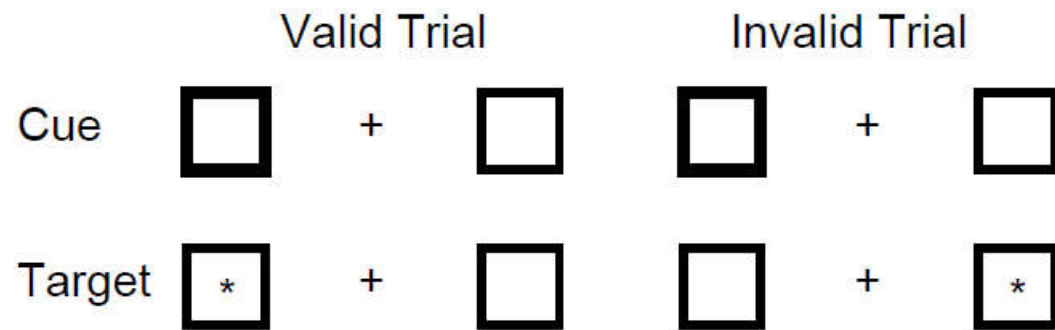 Valid Trial Invalid Trial
Cue + +
Target * + + *